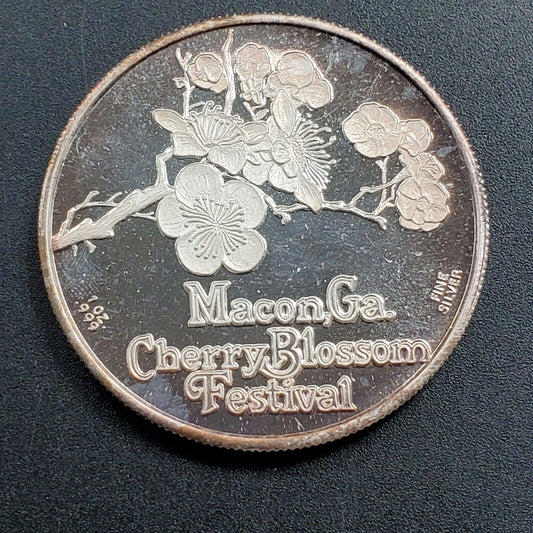 Macon, Ga.
Cherry Blossom
Festival
1 OZ.
.999
FINE
SILVER